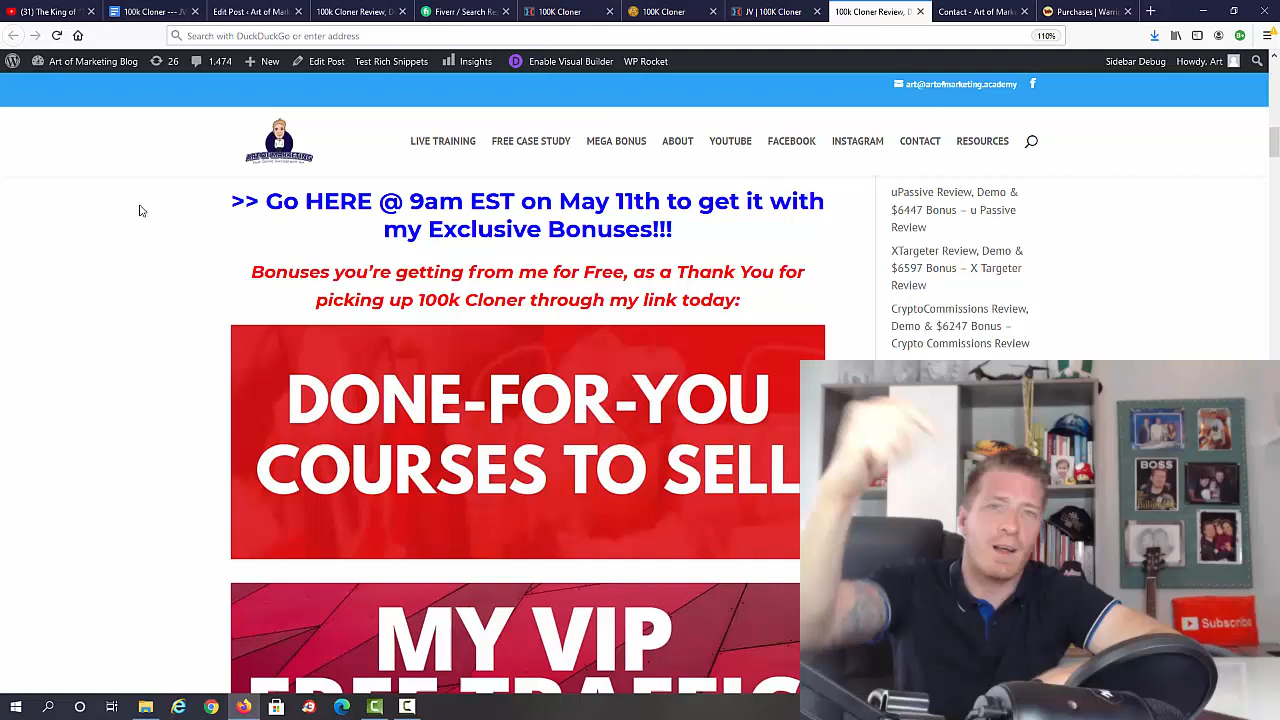 (31) The King of "
100k Cloner --- JV
Edit Post ‹ Art of M
100k Cloner Review, D
Fiverr / Search Re
100K Cloner
100K Cloner
JV | 100K Cloner
100k Cloner Review, D
Contact - Art of Mark
Purchases | Warri
Search with DuckDuckGo or enter address
110%
Art of Marketing Blog
26
1,474
New
Edit Post
Test Rich Snippets
Insights
Enable Visual Builder
WP Rocket
Sidebar Debug
Howdy, Art
art@artofmarketing.academy
ART OF MARKETING
LIVE TRAINING
FREE CASE STUDY
MEGA BONUS
ABOUT
YOUTUBE
FACEBOOK
INSTAGRAM
CONTACT
RESOURCES
>> Go HERE @ 9am EST on May 11th to get it with
my Exclusive Bonuses!!!
Bonuses you’re getting from me for Free, as a Thank You for
picking up 100k Cloner through my link today:
DONE-FOR-YOU
COURSES TO SELL
MY VIP
FREE TRAFFIC
uPassive Review, Demo &
$6447 Bonus – u Passive
Review
XTargeter Review, Demo &
$6597 Bonus – X Targeter
Review
CryptoCommissions Review,
Demo & $6247 Bonus –
Crypto Commissions Review
BOSS
Subscribe